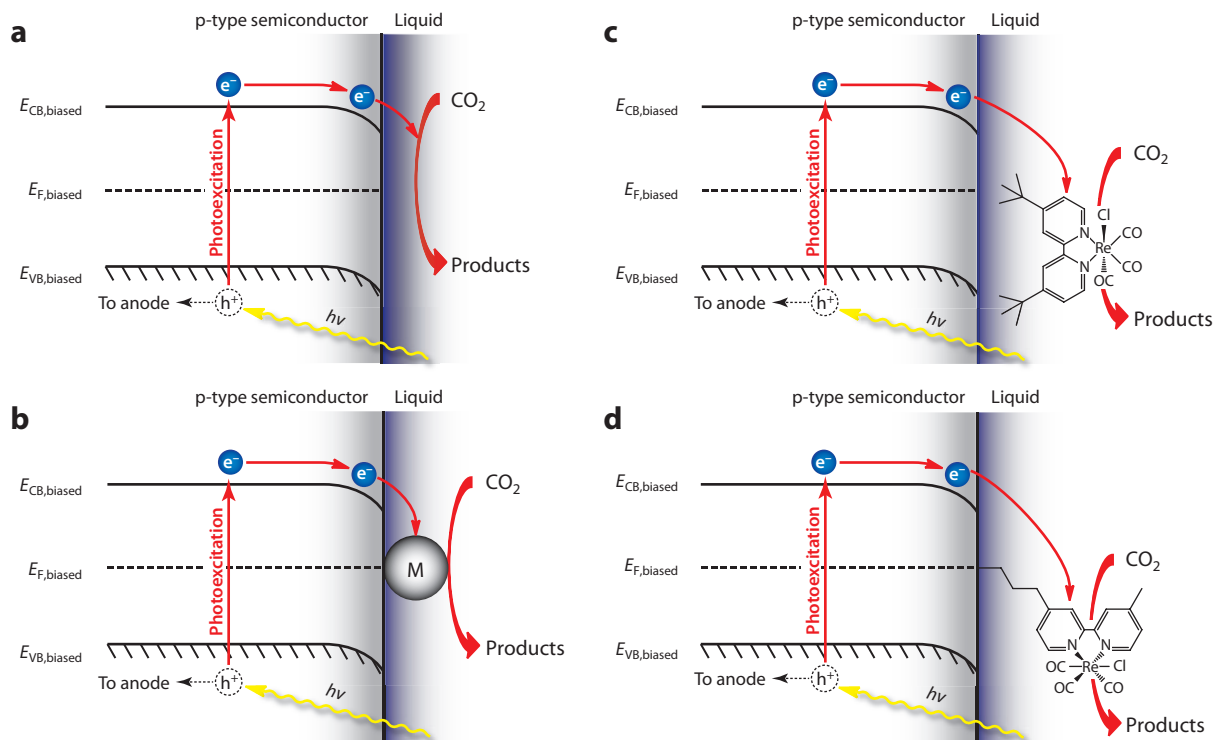 a
p-type semiconductor
Liquid
e⁻
e⁻
CO₂
E_CB,biased
E_F,biased
Photoexcitation
E_VB,biased
Products
To anode
h⁺
hν
c
p-type semiconductor
Liquid
e⁻
e⁻
E_CB,biased
CO₂
E_F,biased
Photoexcitation
Cl
N
CO
Re
N
CO
OC
E_VB,biased
To anode
h⁺
Products
hν
b
p-type semiconductor
Liquid
e⁻
e⁻
CO₂
E_CB,biased
E_F,biased
Photoexcitation
M
E_VB,biased
Products
To anode
h⁺
hν
d
p-type semiconductor
Liquid
e⁻
e⁻
E_CB,biased
CO₂
E_F,biased
Photoexcitation
N
N
E_VB,biased
OC
Re
Cl
OC
CO
To anode
h⁺
Products
hν